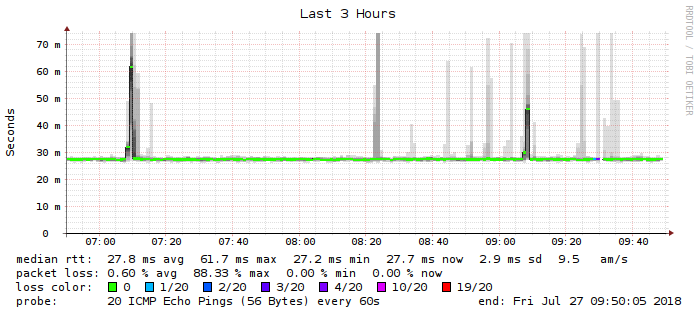 Last 3 Hours
RRDTOOL / TOBI OETIKER
Seconds
70 m
60 m
50 m
40 m
30 m
20 m
10 m
0
07:00 07:20 07:40 08:00 08:20 08:40 09:00 09:20 09:40
median rtt: 27.8 ms avg 61.7 ms max 27.2 ms min 27.7 ms now 2.9 ms sd 9.5 am/s
packet loss: 0.60 % avg 88.33 % max 0.00 % min 0.00 % now
loss color: 0 1/20 2/20 3/20 4/20 10/20 19/20
probe: 20 ICMP Echo Pings (56 Bytes) every 60s end: Fri Jul 27 09:50:05 2018